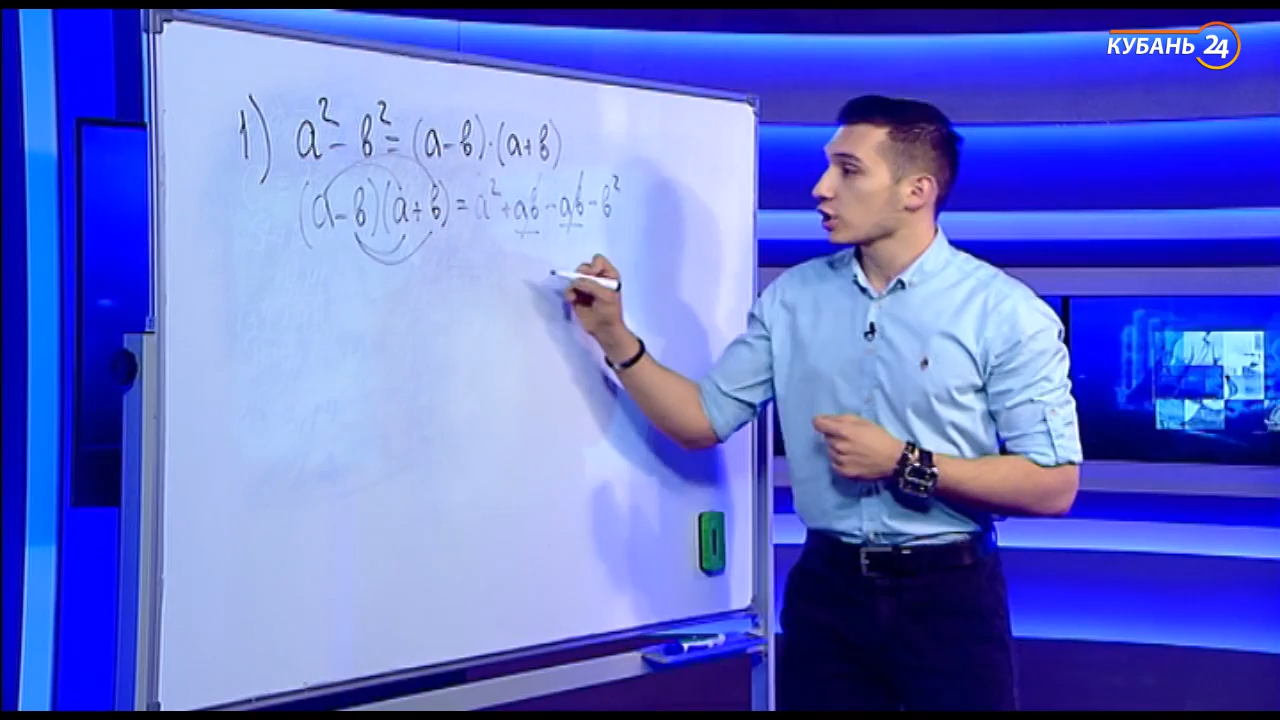 КУБАНЬ 24
1) a² - в² = (a-в)·(a+в)
(a-в)(a+в) = a² + aв - aв - в²